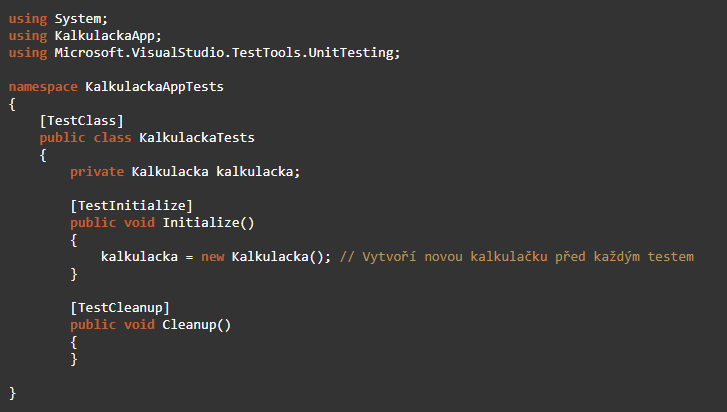 using System;
using KalkulackaApp;
using Microsoft.VisualStudio.TestTools.UnitTesting;

namespace KalkulackaAppTests
{
    [TestClass]
    public class KalkulackaTests
    {
        private Kalkulacka kalkulacka;

        [TestInitialize]
        public void Initialize()
        {
            kalkulacka = new Kalkulacka(); // Vytvoří novou kalkulačku před každým testem
        }

        [TestCleanup]
        public void Cleanup()
        {
        }

}